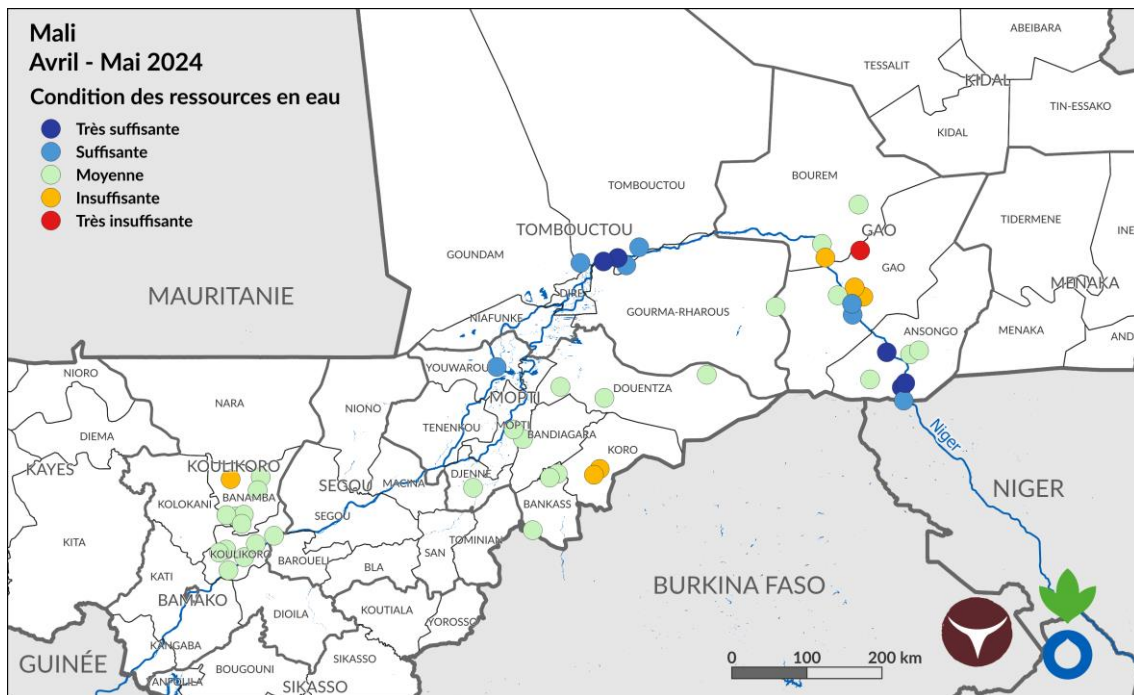 Mali
Avril - Mai 2024
Condition des ressources en eau
Très suffisante
Suffisante
Moyenne
Insuffisante
Très insuffisante
ABEIBARA
TESSALIT
KIDAL
TIN-ESSAKO
KIDAL
BOUREM
TOMBOUCTOU
TIDERMENE
INE
TOMBOUCTOU
GAO
GOUNDAM
GAO
MENAKA
MAURITANIE
DIRE
GOURMA-RHAROUS
NIAFUNKE
ANSONGO
MENAKA
AND
YOUWAROU
NIORO
NARA
NIONO
DOUENTZA
MOPTI
TENENKOU
MOPTI
BANDIAGARA
Niger
DIEMA
KORO
KAYES
KOULIKORO
DJENNE
SEGOU
MACINA
NIGER
KOLOKANI
BANAMBA
BANKASS
SEGOU
KITA
TOMINIAN
KOULIKORO
SAN
BAROUELI
BLA
KATI
BURKINA FASO
BAMAKO
DIOILA
KOUTIALA
YOROSSO
KANGABA
GUINÉE
BOUGOUNI
SIKASSO
SIKASSO
0 100 200 km